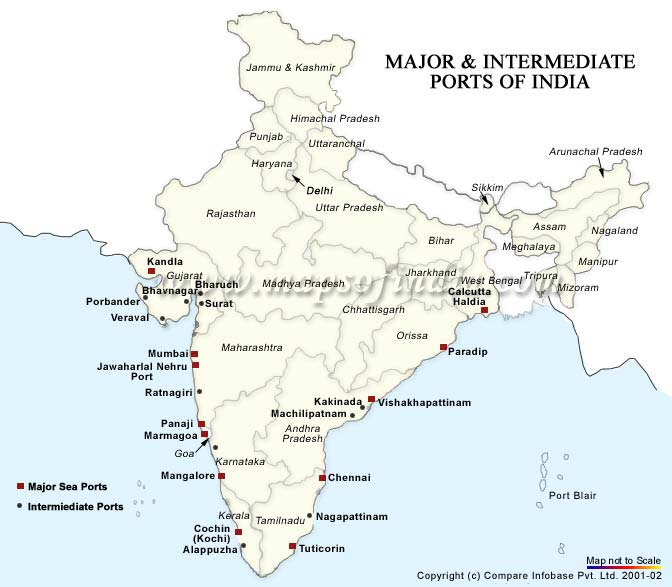 MAJOR & INTERMEDIATE
PORTS OF INDIA
Jammu & Kashmir
Himachal Pradesh
Punjab
Uttaranchal
Haryana
Delhi
Arunachal Pradesh
Sikkim
Rajasthan
Uttar Pradesh
Assam
Nagaland
Bihar
Meghalaya
Manipur
Kandla
Gujarat
Jharkhand
Tripura
Mizoram
West Bengal
Bhavnagar
Bharuch
Madhya Pradesh
www.mapsofindia.com
Calcutta
Haldia
Porbander
Surat
Chhattisgarh
Veraval
Orissa
Mumbai
Maharashtra
Paradip
Jawaharlal Nehru
Port
Ratnagiri
Kakinada
Vishakhapattinam
Machilipatnam
Panaji
Marmagoa
Andhra
Pradesh
Goa
Karnataka
Mangalore
Chennai
Major Sea Ports
Intermiediate Ports
Port Blair
Kerala
Tamilnadu
Nagapattinam
Cochin
(Kochi)
Alappuzha
Tuticorin
Map not to Scale
Copyright (c) Compare Infobase Pvt. Ltd. 2001-02